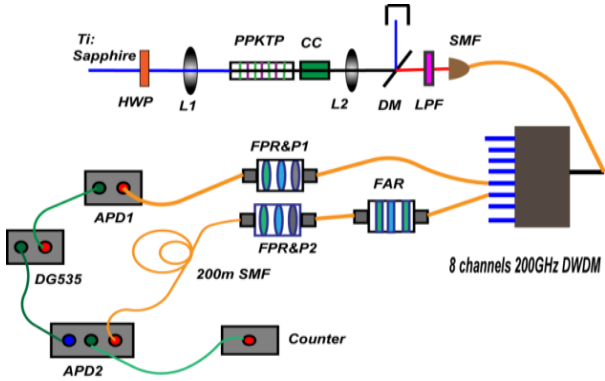 Ti:
Sapphire
HWP
L1
PPKTP
CC
L2
DM
LPF
SMF
FPR&P1
FAR
APD1
FPR&P2
200m SMF
DG535
8 channels 200GHz DWDM
Counter
APD2